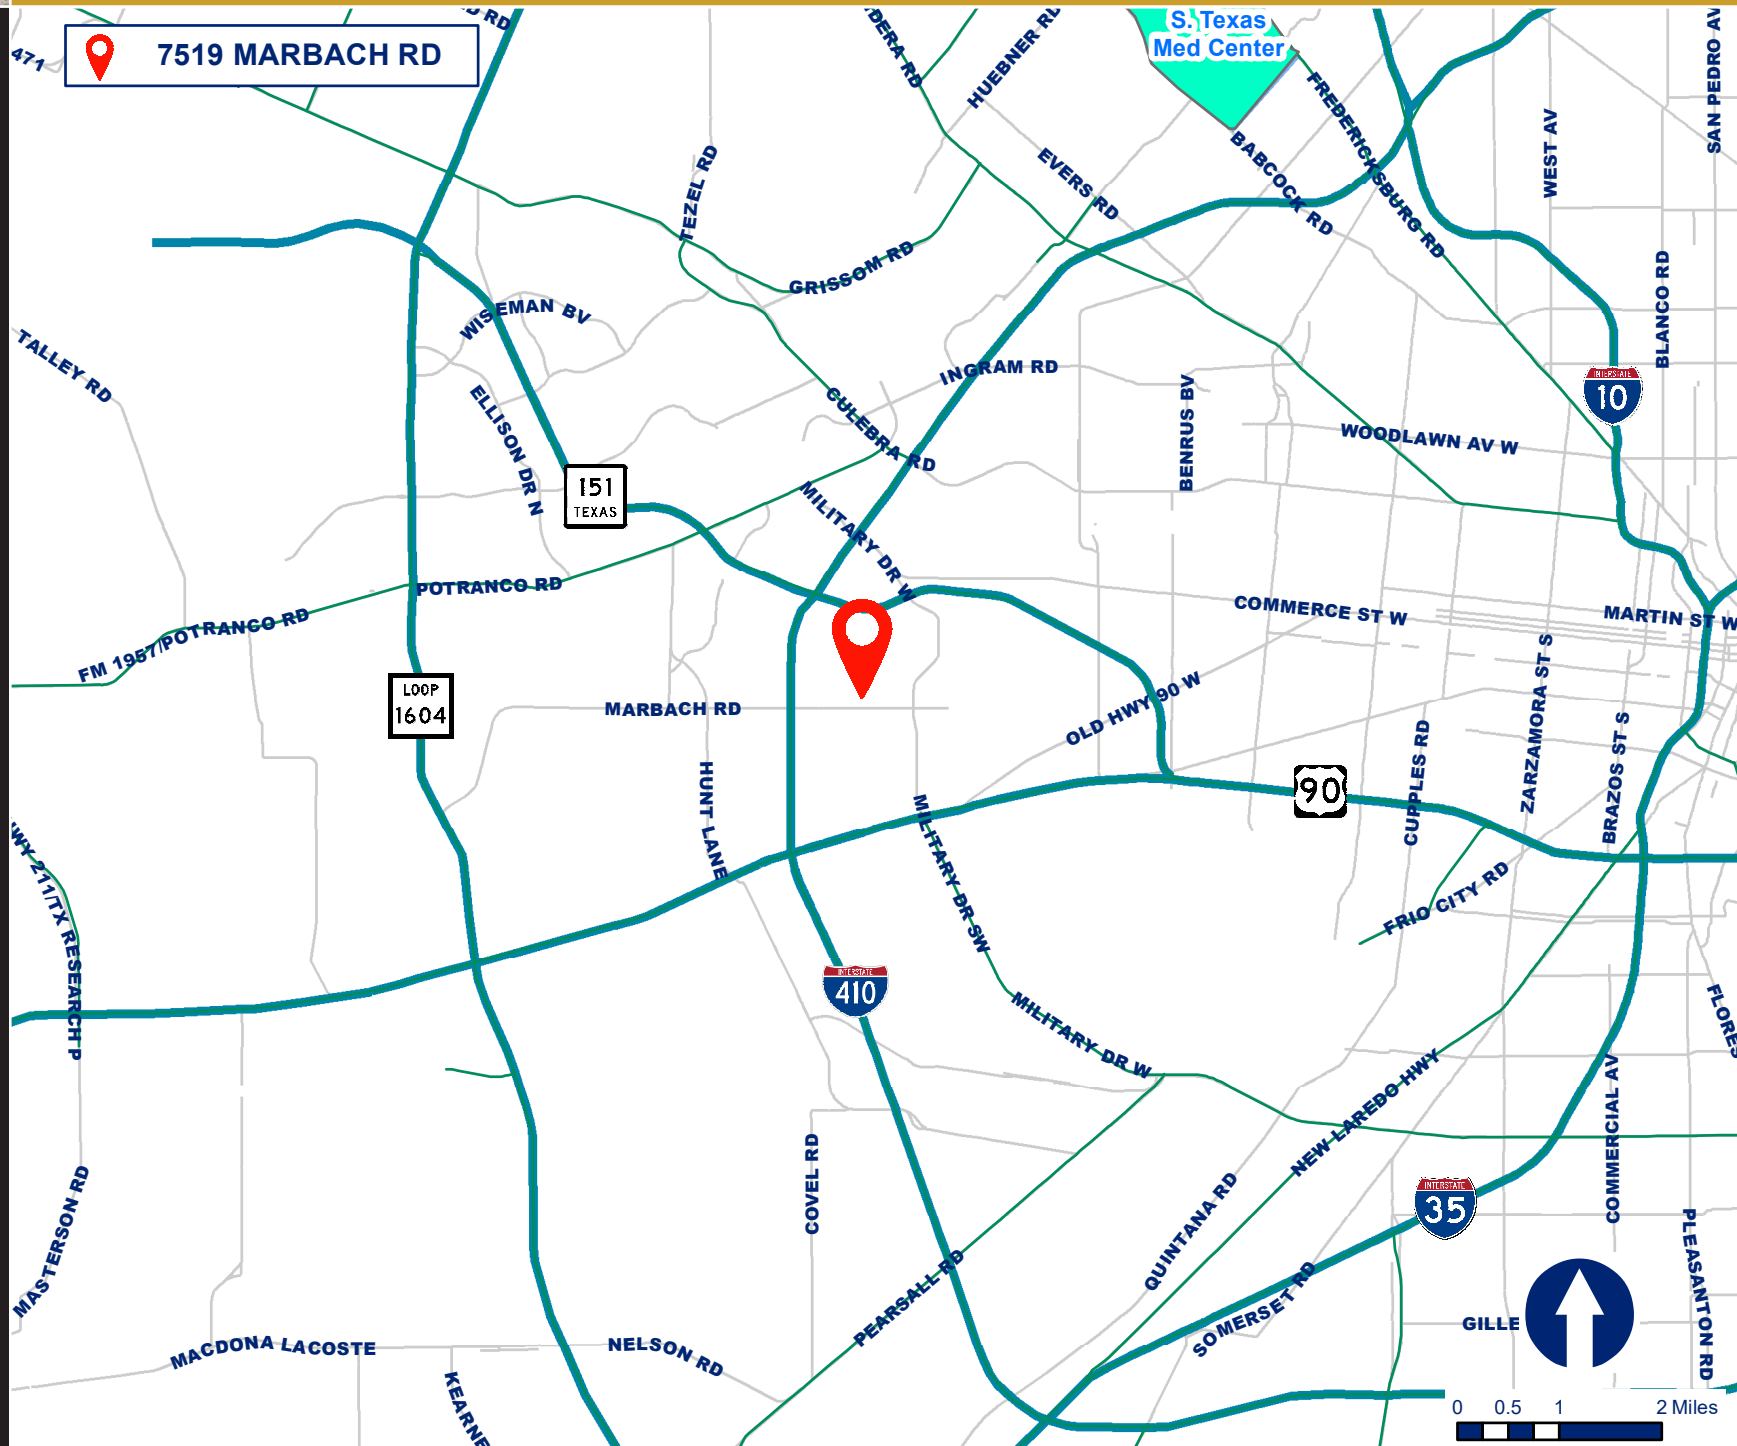 7519 MARBACH RD
S. Texas
Med Center
471
HUEBNER RD
FREDERICKSBURG RD
SAN PEDRO AV
WEST AV
BABCOCK RD
EVERS RD
TEZEL RD
GRISSOM RD
WISEMAN BV
BLANCO RD
TALLEY RD
INGRAM RD
INTERSTATE
10
ELLISON DR N
CULEBRA RD
BENRUS BV
WOODLAWN AV W
151
TEXAS
MILITARY DR W
POTRANCO RD
FM 1957/POTRANCO RD
COMMERCE ST W
MARTIN ST W
LOOP
1604
MARBACH RD
OLD HWY 90 W
ZARZAMORA ST S
CUPPLES RD
BRAZOS ST S
HUNT LANE
90
MILITARY DR SW
HWY 211/TX RESEARCH P
FRIO CITY RD
INTERSTATE
410
MILITARY DR W
FLORES
NEW LAREDO HWY
COMMERCIAL AV
COVEL RD
MASTERSON RD
QUINTANA RD
INTERSTATE
35
PEARSALL RD
SOMERSET RD
PLEASANTON RD
GILLE
MACDONA LACOSTE
NELSON RD
KEARNE
0 0.5 1 2 Miles